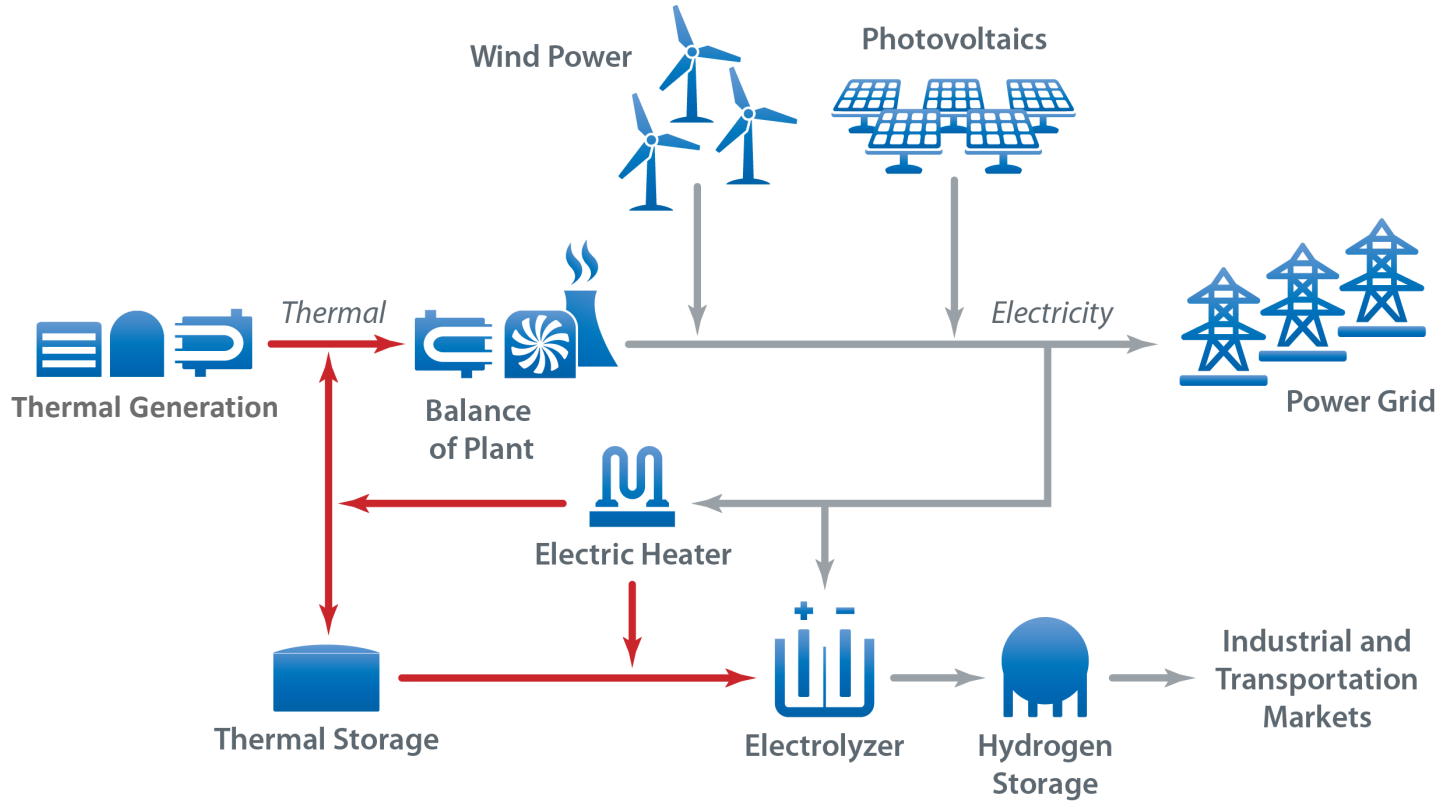 Wind Power
Photovoltaics
Thermal
Electricity
Thermal Generation
Balance
of Plant
Power Grid
Electric Heater
Thermal Storage
Electrolyzer
Hydrogen
Storage
Industrial and
Transportation
Markets